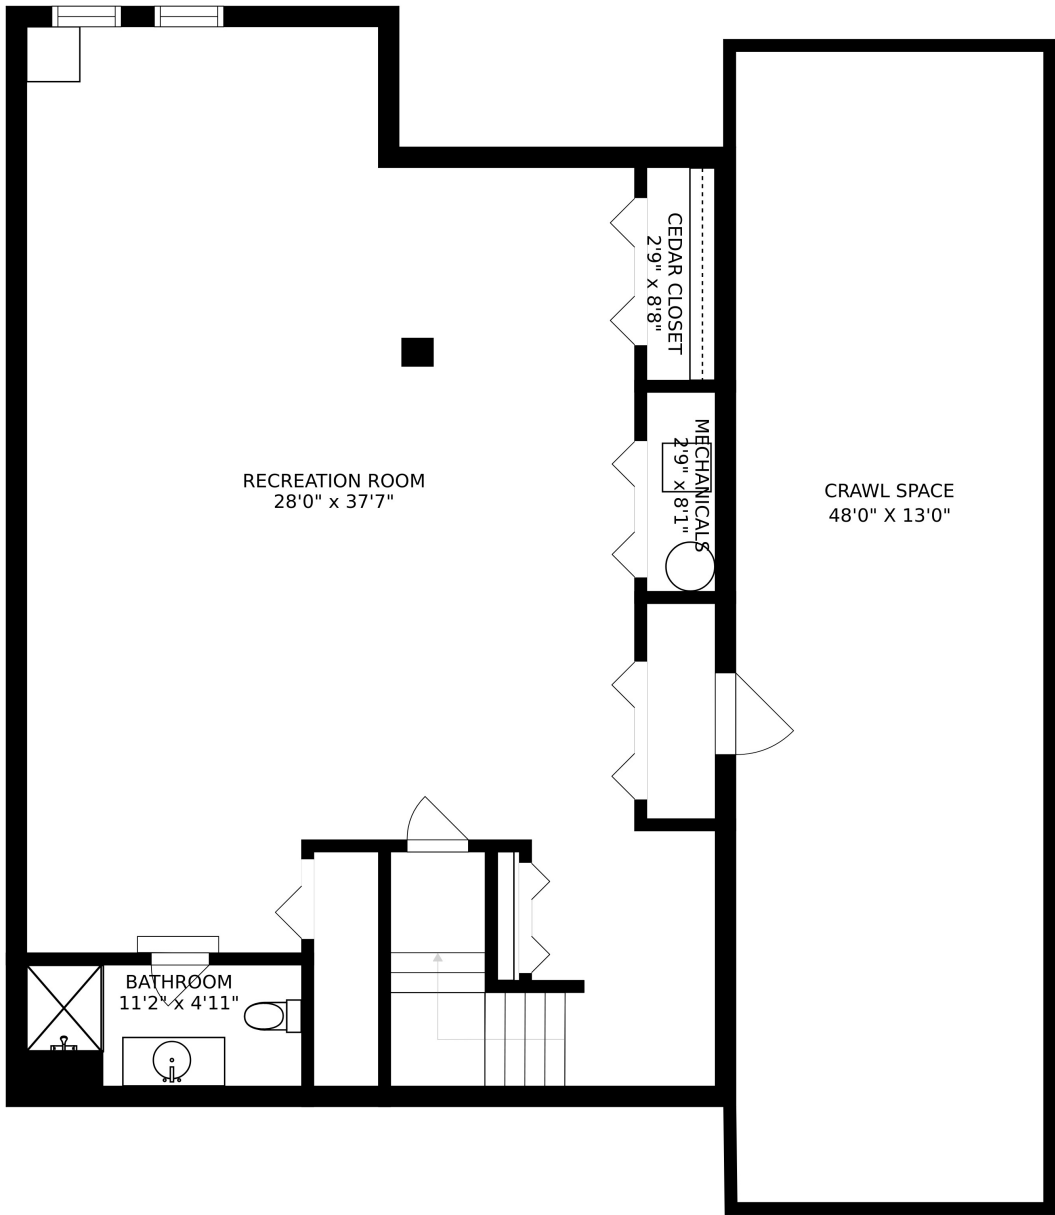 CEDAR CLOSET
2'9" x 8'8"
MECHANICALS
2'9" x 8'1"
RECREATION ROOM
28'0" x 37'7"
CRAWL SPACE
48'0" X 13'0"
BATHROOM
11'2" x 4'11"